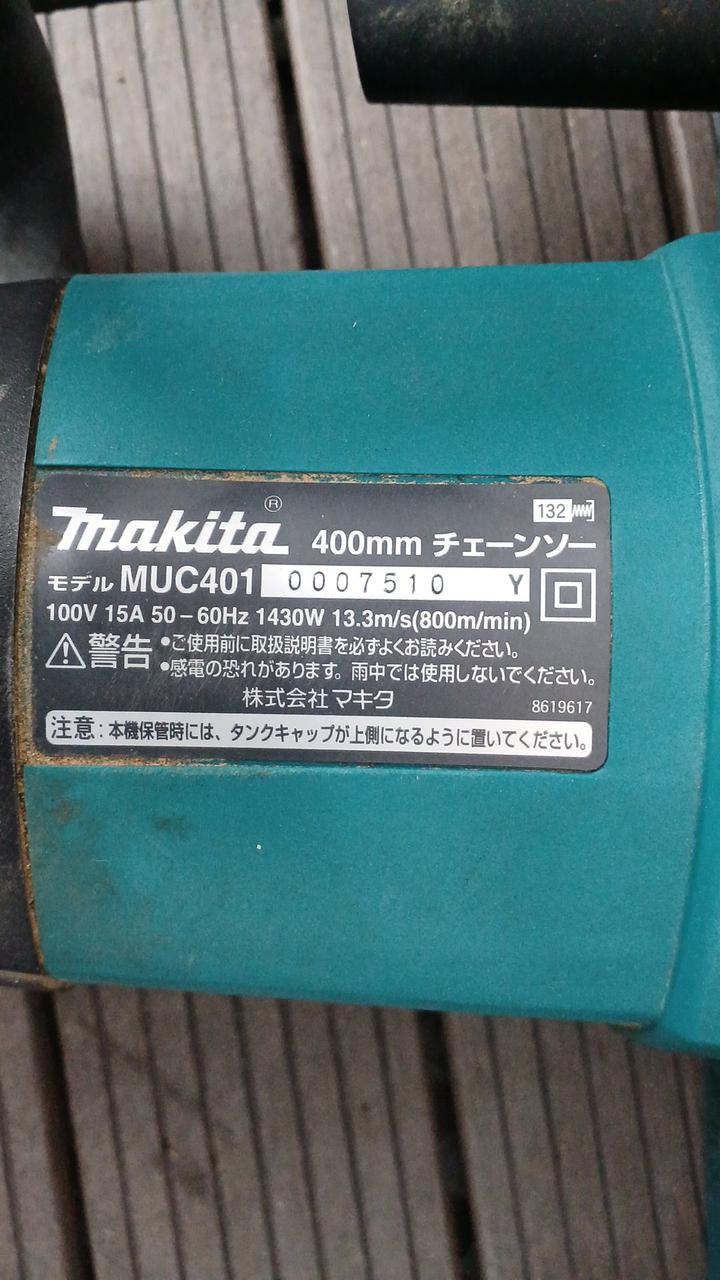 makita® 400mm チェーンソー 132
モデル MUC401 0007510 Y
100V 15A 50-60Hz 1430W 13.3m/s(800m/min)
警告 •ご使用前に取扱説明書を必ずよくお読みください。
•感電の恐れがあります。雨中では使用しないでください。
株式会社マキタ 8619617
注意:本機保管時には、タンクキャップが上側になるように置いてください。